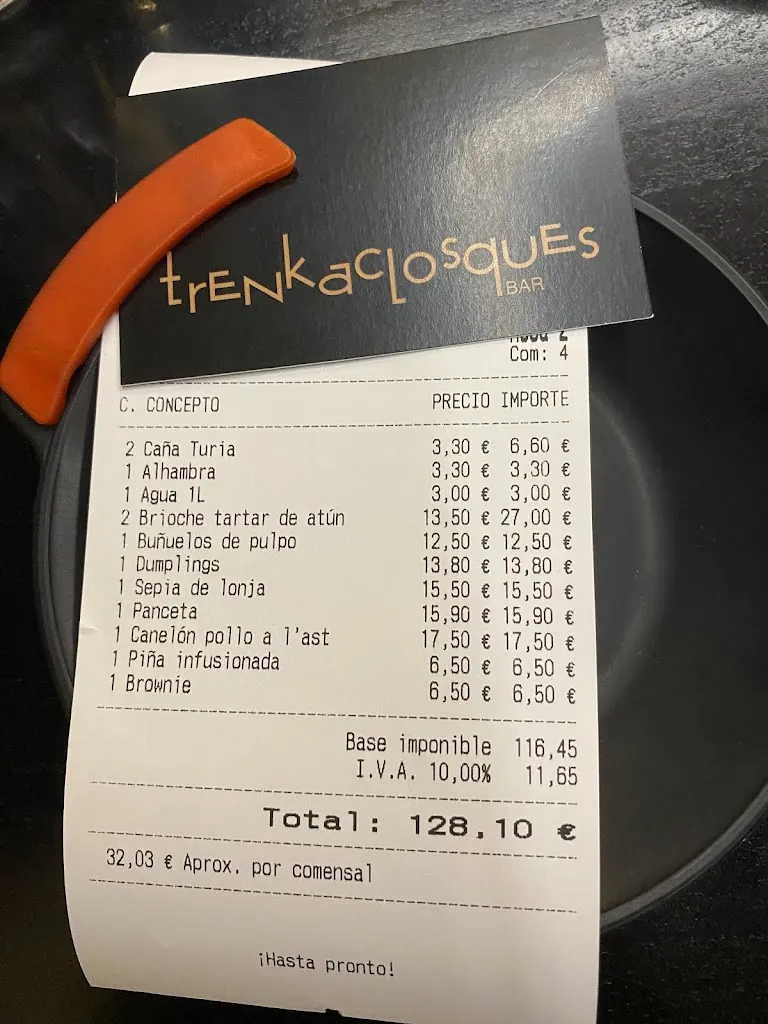 trENkaclosquEs
BAR
Com: 4
C. CONCEPTO PRECIO IMPORTE
2 Caña Turia 3,30 € 6,60 €
1 Alhambra 3,30 € 3,30 €
1 Agua 1L 3,00 € 3,00 €
2 Brioche tartar de atún 13,50 € 27,00 €
1 Buñuelos de pulpo 12,50 € 12,50 €
1 Dumplings 13,80 € 13,80 €
1 Sepia de lonja 15,50 € 15,50 €
1 Panceta 15,90 € 15,90 €
1 Canelón pollo a l'ast 17,50 € 17,50 €
1 Piña infusionada 6,50 € 6,50 €
1 Brownie 6,50 € 6,50 €
Base imponible 116,45
I.V.A. 10,00% 11,65
Total: 128,10 €
32,03 € Aprox. por comensal
¡Hasta pronto!